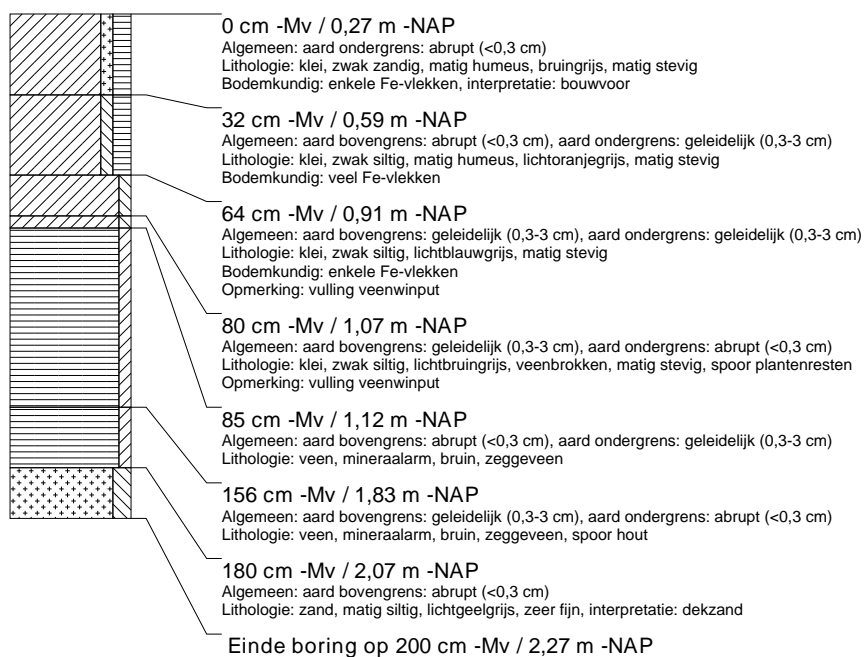 0 cm -Mv / 0,27 m -NAP
Algemeen: aard ondergrens: abrupt (<0,3 cm)
Lithologie: klei, zwak zandig, matig humeus, bruingrijs, matig stevig
Bodemkundig: enkele Fe-vlekken, interpretatie: bouwvoor
32 cm -Mv / 0,59 m -NAP
Algemeen: aard bovengrens: abrupt (<0,3 cm), aard ondergrens: geleidelijk (0,3-3 cm)
Lithologie: klei, zwak siltig, matig humeus, lichtoranjegrijs, matig stevig
Bodemkundig: veel Fe-vlekken
64 cm -Mv / 0,91 m -NAP
Algemeen: aard bovengrens: geleidelijk (0,3-3 cm), aard ondergrens: geleidelijk (0,3-3 cm)
Lithologie: klei, zwak siltig, lichtblauwgrijs, matig stevig
Bodemkundig: enkele Fe-vlekken
Opmerking: vulling veenwinput
80 cm -Mv / 1,07 m -NAP
Algemeen: aard bovengrens: geleidelijk (0,3-3 cm), aard ondergrens: abrupt (<0,3 cm)
Lithologie: klei, zwak siltig, lichtbruingrijs, veenbrokken, matig stevig, spoor plantenresten
Opmerking: vulling veenwinput
85 cm -Mv / 1,12 m -NAP
Algemeen: aard bovengrens: abrupt (<0,3 cm), aard ondergrens: geleidelijk (0,3-3 cm)
Lithologie: veen, mineraalarm, bruin, zeggeveen
156 cm -Mv / 1,83 m -NAP
Algemeen: aard bovengrens: geleidelijk (0,3-3 cm), aard ondergrens: abrupt (<0,3 cm)
Lithologie: veen, mineraalarm, bruin, zeggeveen, spoor hout
180 cm -Mv / 2,07 m -NAP
Algemeen: aard bovengrens: abrupt (<0,3 cm)
Lithologie: zand, matig siltig, lichtgeelgrijs, zeer fijn, interpretatie: dekzand
Einde boring op 200 cm -Mv / 2,27 m -NAP